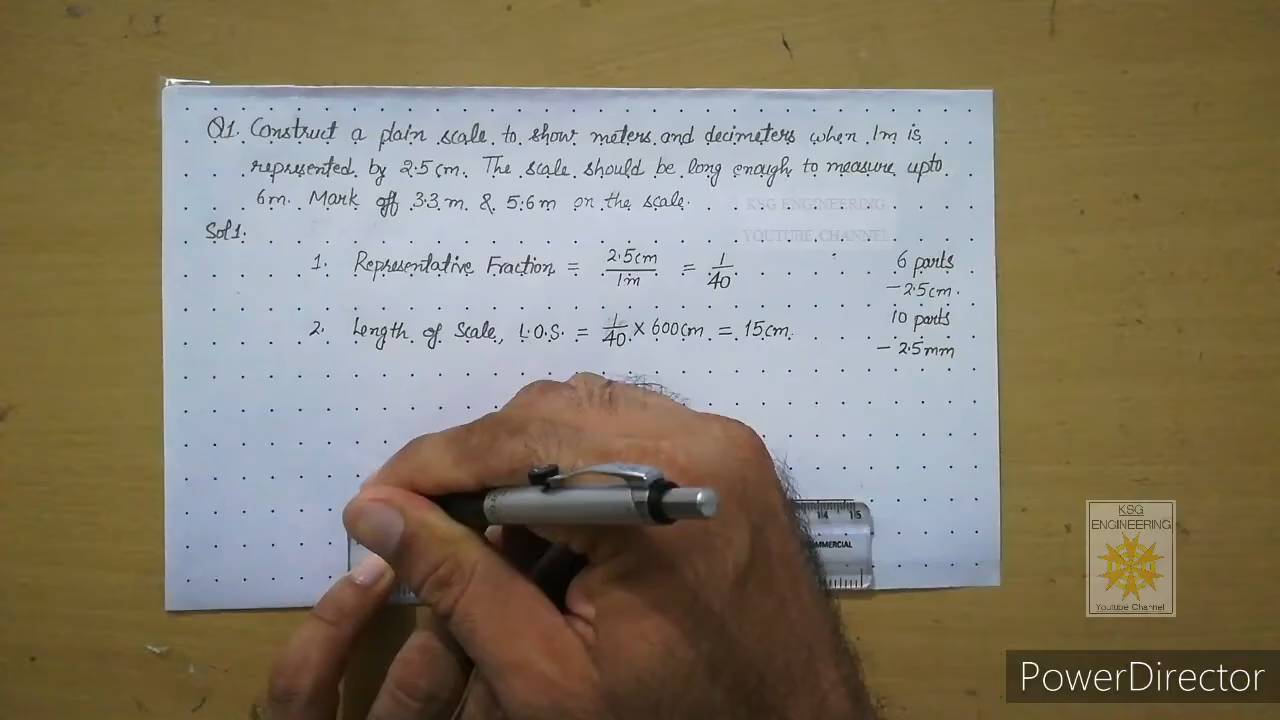 Q1. Construct a plain scale to show meters and decimeters when 1m is
represented by 2.5cm. The scale should be long enough to measure upto
6m. Mark off 3.3 m & 5.6m on the scale.
KSG ENGINEERING
YOUTUBE CHANNEL
Sol1.
1. Representative Fraction = 2.5cm/1m = 1/40
2. Length of Scale, L.O.S. = 1/40 × 600cm = 15cm.
6 parts
- 2.5cm.
10 parts
- 2.5mm
14 15
MMERCIAL
KSG
ENGINEERING
Youtube Channel
PowerDirector